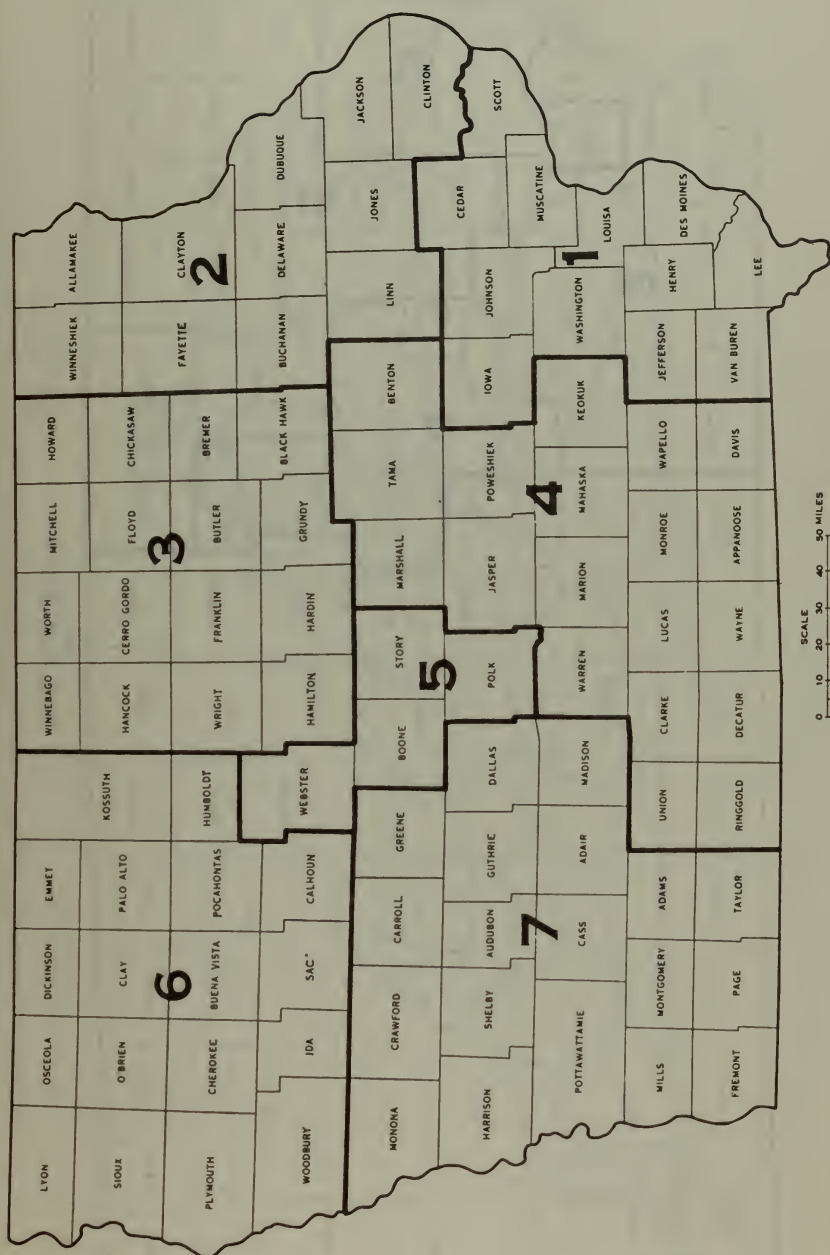 LYON
OSCEOLA
DICKINSON
EMMET
KOSSUTH
WINNEBAGO
WORTH
MITCHELL
HOWARD
WINNESHIEK
ALLAMAKEE
SIOUX
O'BRIEN
CLAY
PALO ALTO
HANCOCK
CERRO GORDO
FLOYD
CHICKASAW
6
3
2
PLYMOUTH
CHEROKEE
BUENA VISTA
POCAHONTAS
HUMBOLDT
WRIGHT
FRANKLIN
BUTLER
BREMER
FAYETTE
CLAYTON
WOODBURY
IDA
SAC
CALHOUN
WEBSTER
HAMILTON
HARDIN
GRUNDY
BLACK HAWK
BUCHANAN
DELAWARE
DUBUQUE
MONONA
CRAWFORD
CARROLL
GREENE
BOONE
STORY
MARSHALL
TAMA
BENTON
LINN
JONES
JACKSON
CLINTON
5
HARRISON
SHELBY
AUDUBON
GUTHRIE
DALLAS
POLK
JASPER
POWESHIEK
IOWA
JOHNSON
CEDAR
SCOTT
MUSCATINE
7
4
1
POTTAWATTAMIE
CASS
ADAIR
MADISON
WARREN
MARION
MAHASKA
KEOKUK
WASHINGTON
LOUISA
MILLS
MONTGOMERY
ADAMS
UNION
CLARKE
LUCAS
MONROE
WAPELLO
JEFFERSON
HENRY
DES MOINES
FREMONT
PAGE
TAYLOR
RINGGOLD
DECATUR
WAYNE
APPANOOSE
DAVIS
VAN BUREN
LEE
SCALE
0 10 20 30 40 50 MILES